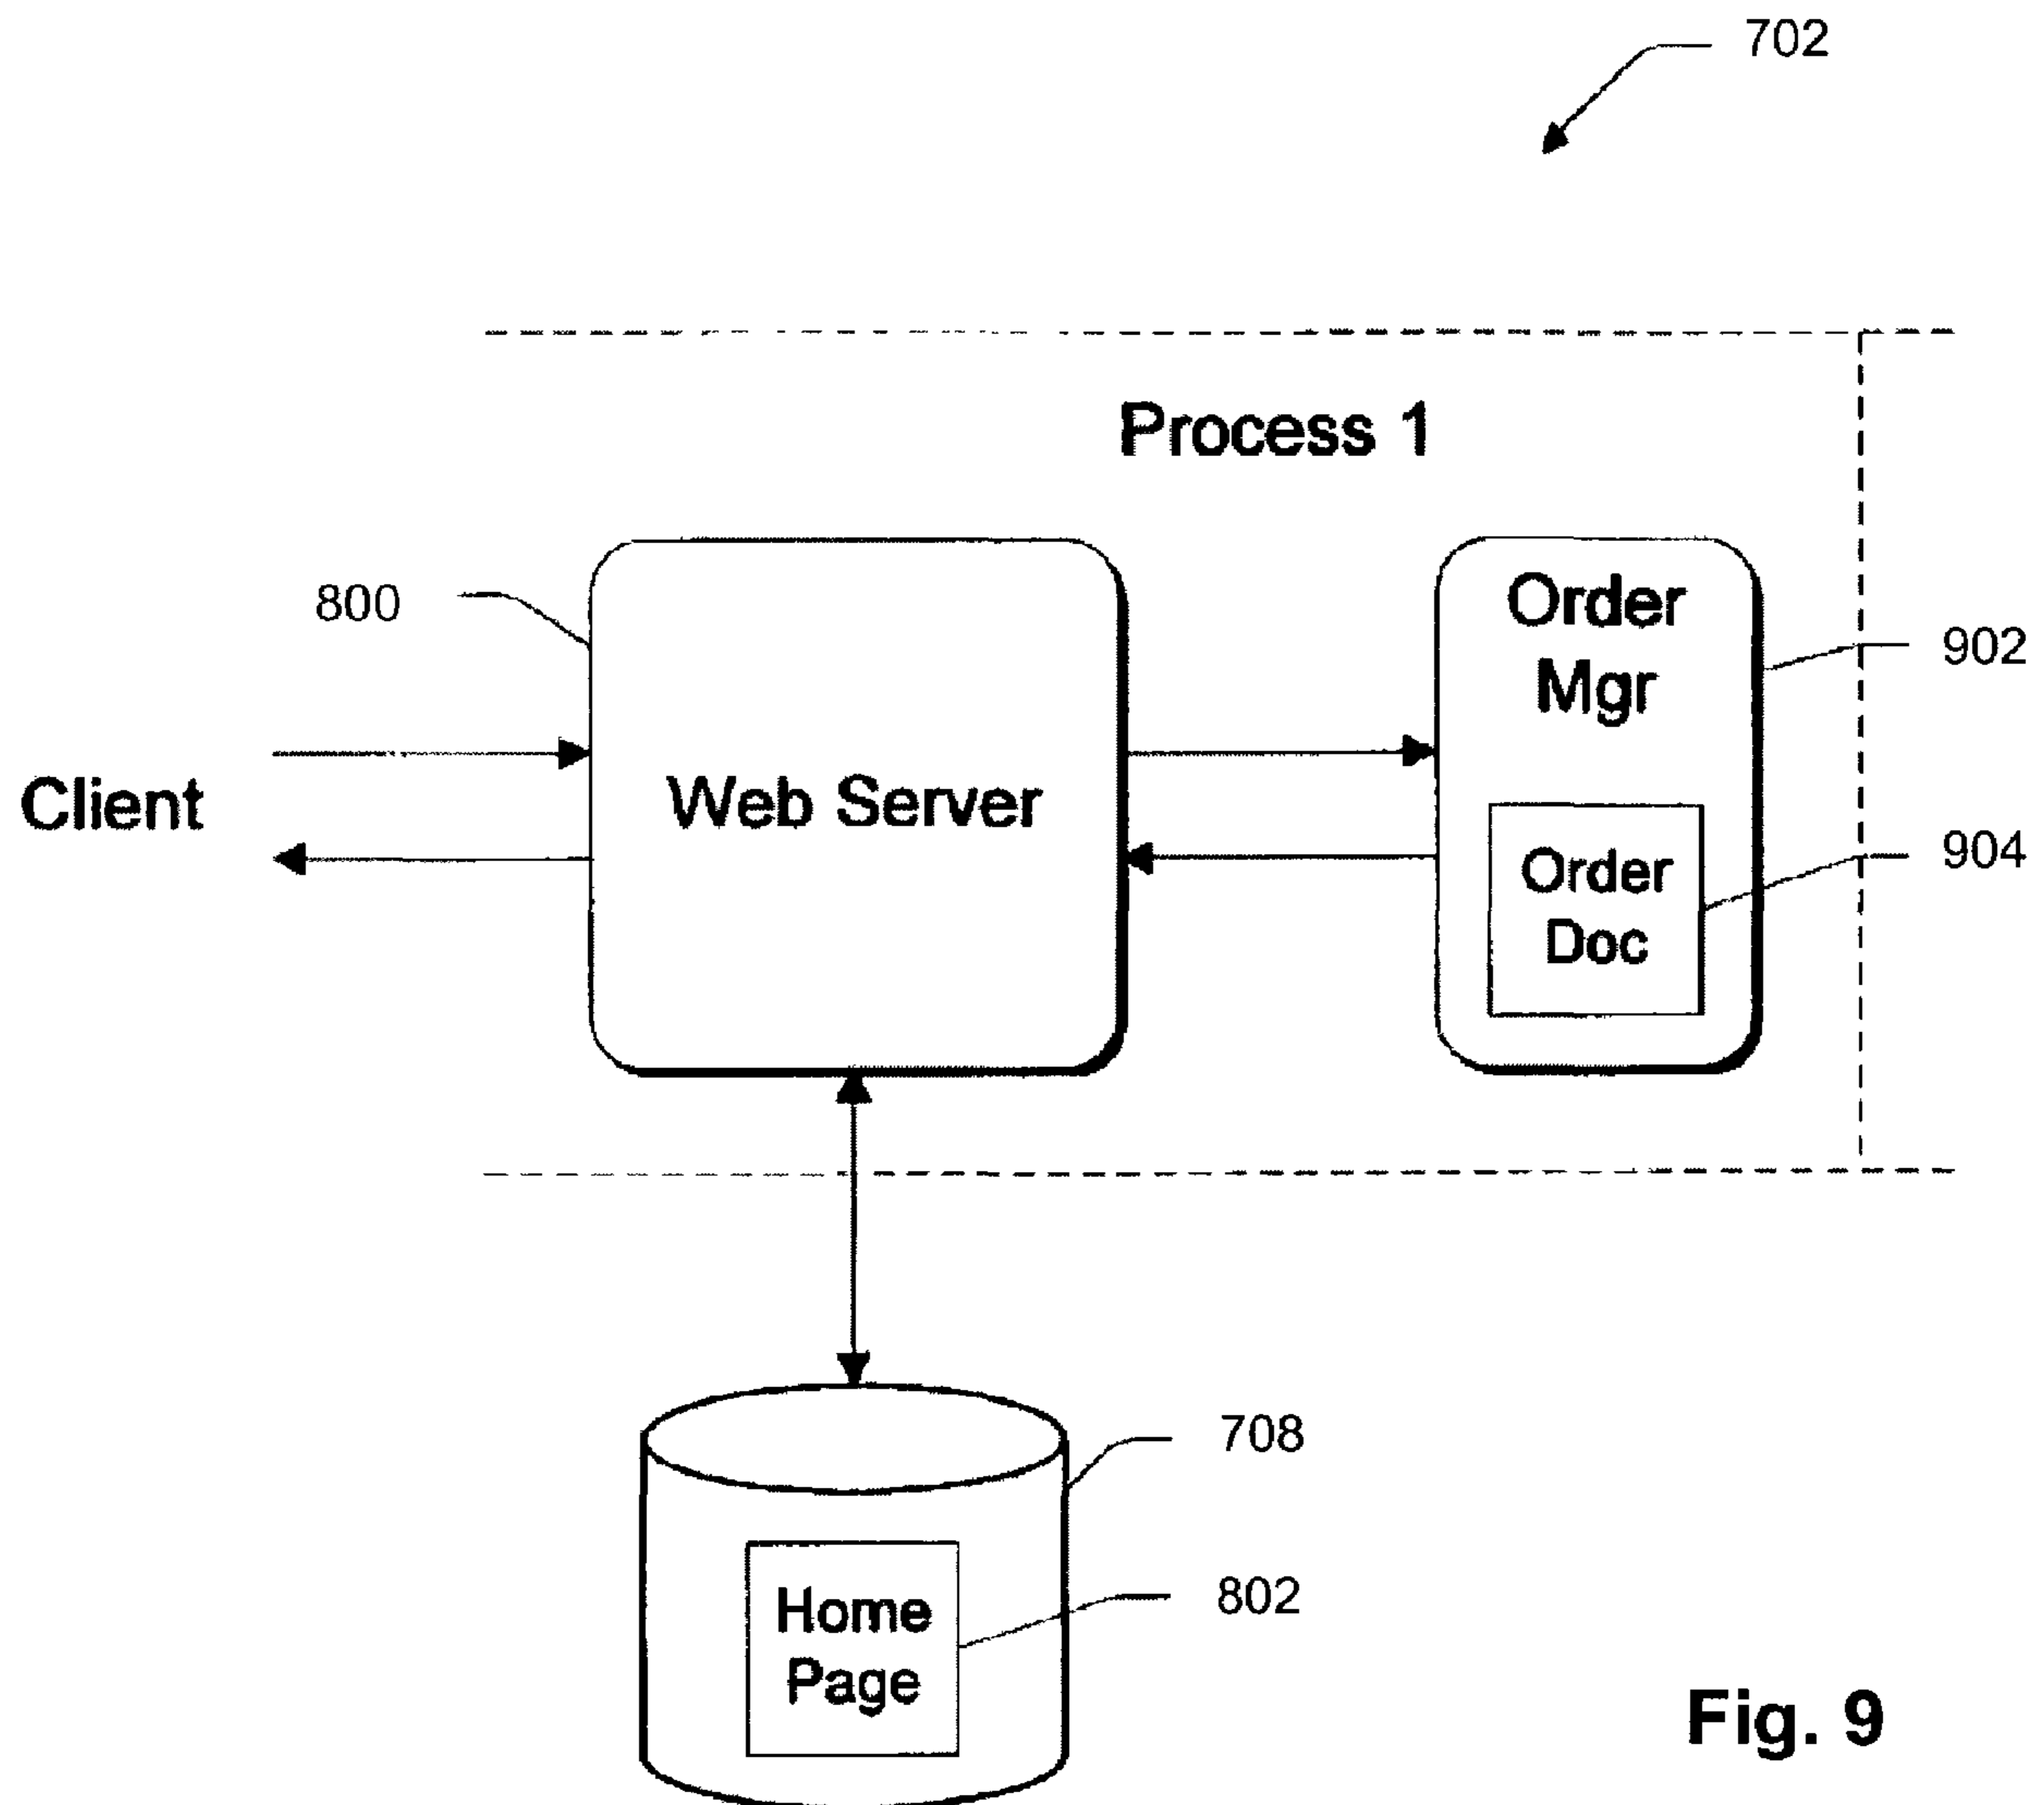 702
Process 1
800
Order
Mgr
902
Client
Web Server
Order
Doc
904
708
Home
Page
802
Fig. 9